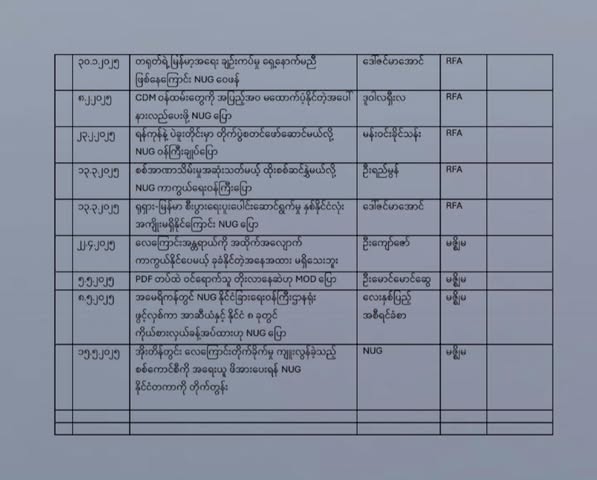 ၃၀.၁.၂၀၂၅ တရုတ်ရဲ့ မြန်မာ့အရေး ချဉ်းကပ်မှု ရှေ့နောက်မညီ ဒေါ်ဇင်မာအောင် RFA
ဖြစ်နေကြောင်း NUG ဝေဖန်
၈.၂.၂၀၂၅ CDM ဝန်ထမ်းတွေကို အပြည့်အဝ မထောက်ပံ့နိုင်တဲ့အပေါ် ဒူဝါလရှီးလ RFA
နားလည်ပေးဖို့ NUG ပြော
၂၃.၂.၂၀၂၅ ရန်ကုန်နဲ့ ပဲခူးတိုင်းမှာ တိုက်ပွဲစတင်ဖော်ဆောင်မယ်လို့ မန်းဝင်းခိုင်သန်း RFA
NUG ဝန်ကြီးချုပ်ပြော
၁၃.၃.၂၀၂၅ စစ်အာဏာသိမ်းမှုအဆုံးသတ်မယ့် ထိုးစစ်ဆင်နွှဲမယ်လို့ ဦးရည်မွန် RFA
NUG ကာကွယ်ရေးဝန်ကြီးပြော
၁၃.၃.၂၀၂၅ ရုရှား-မြန်မာ စီးပွားရေးပူးပေါင်းဆောင်ရွက်မှု နှစ်နိုင်ငံလုံး ဒေါ်ဇင်မာအောင် RFA
အကျိုးမရှိနိုင်ကြောင်း NUG ပြော
၂၂.၄.၂၀၂၅ လေကြောင်းအန္တရာယ်ကို အထိုက်အလျောက် ဦးကျော်ဇော် မဇ္ဈိမ
ကာကွယ်နိုင်ပေမယ့် ခုခံနိုင်တဲ့အနေအထား မရှိသေးဘူး
၅.၅.၂၀၂၅ PDF တပ်ထဲ ဝင်ရောက်သူ တိုးလာနေဆဲဟု MOD ပြော ဦးမောင်မောင်ဆွေ မဇ္ဈိမ
၈.၅.၂၀၂၅ အမေရိကန်တွင် NUG နိုင်ငံခြားရေးဝန်ကြီးဌာနရုံး လေးနှစ်ပြည့် မဇ္ဈိမ
ဖွင့်လှစ်ကာ အာဆီယံနှင့် နိုင်ငံ ၈ ခုတွင် အစီရင်ခံစာ
ကိုယ်စားလှယ်ခန့်အပ်ထားဟု NUG ပြော
၁၅.၅.၂၀၂၅ အိုးတိန်တွင်း လေကြောင်းတိုက်ခိုက်မှု ကျူးလွန်ခဲ့သည့် NUG မဇ္ဈိမ
စစ်ကောင်စီကို အရေးယူ ဖိအားပေးရန် NUG
နိုင်ငံတကာကို တိုက်တွန်း